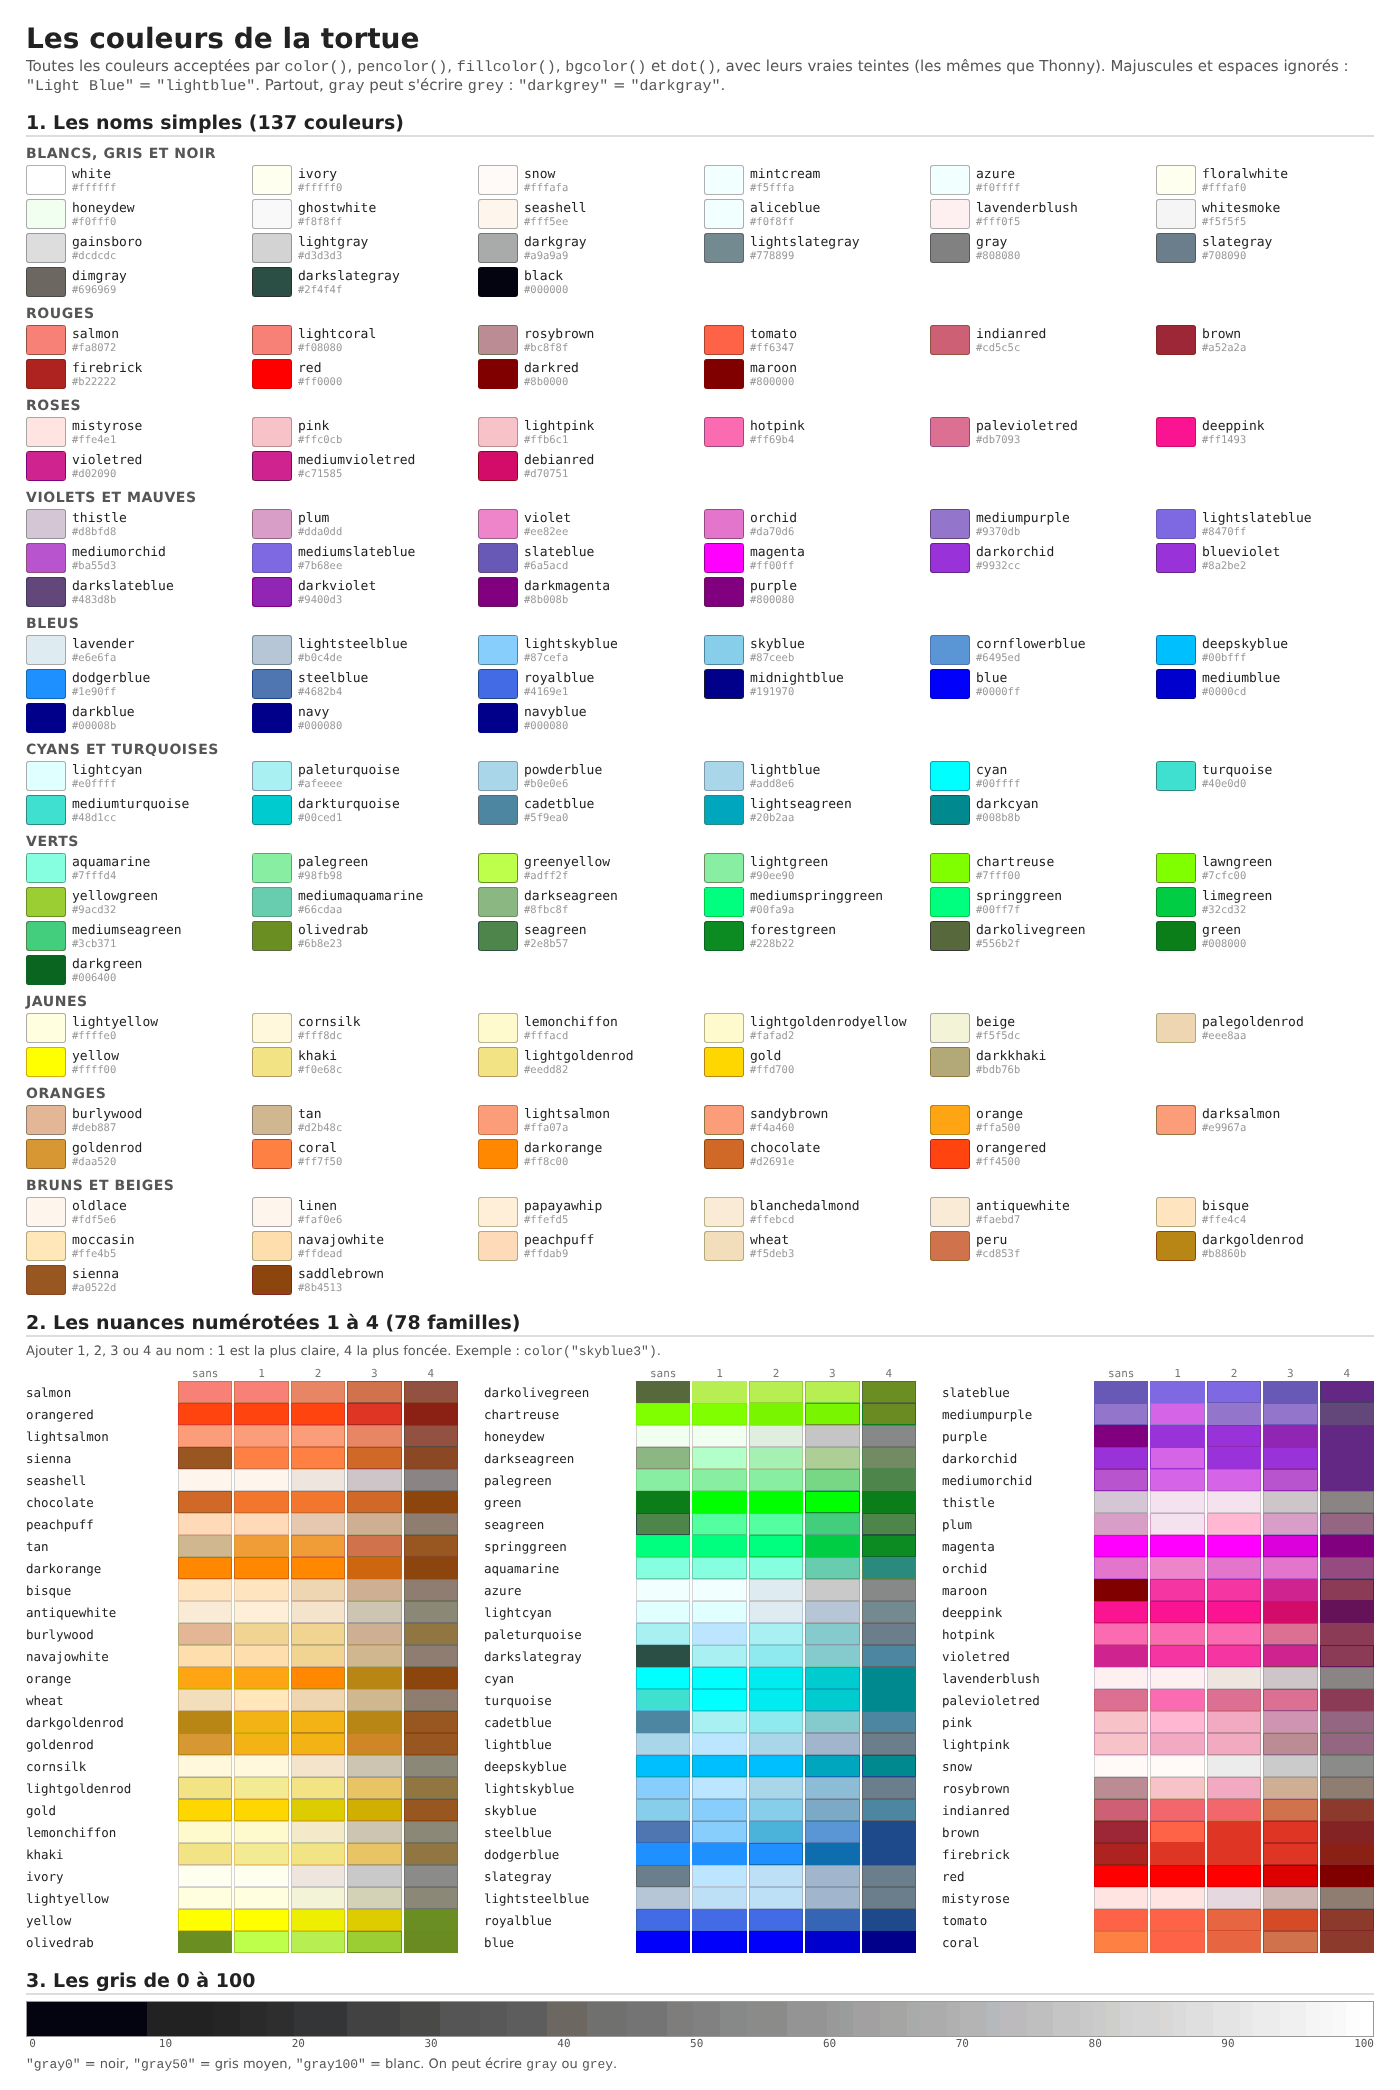 Les couleurs de la tortue
Toutes les couleurs acceptées par color(), pencolor(), fillcolor(), bgcolor() et dot(), avec leurs vraies teintes (les mêmes que Thonny). Majuscules et espaces ignorés :
"Light Blue" = "lightblue". Partout, gray peut s'écrire grey : "darkgrey" = "darkgray".
1. Les noms simples (137 couleurs)
BLANCS, GRIS ET NOIR
white ivory snow mintcream azure floralwhite
#ffffff #fffff0 #fffafa #f5fffa #f0ffff #fffaf0
honeydew ghostwhite seashell aliceblue lavenderblush whitesmoke
#f0fff0 #f8f8ff #fff5ee #f0f8ff #fff0f5 #f5f5f5
gainsboro lightgray darkgray lightslategray gray slategray
#dcdcdc #d3d3d3 #a9a9a9 #778899 #808080 #708090
dimgray darkslategray black
#696969 #2f4f4f #000000
ROUGES
salmon lightcoral rosybrown tomato indianred brown
#fa8072 #f08080 #bc8f8f #ff6347 #cd5c5c #a52a2a
firebrick red darkred maroon
#b22222 #ff0000 #8b0000 #800000
ROSES
mistyrose pink lightpink hotpink palevioletred deeppink
#ffe4e1 #ffc0cb #ffb6c1 #ff69b4 #db7093 #ff1493
violetred mediumvioletred debianred
#d02090 #c71585 #d70751
VIOLETS ET MAUVES
thistle plum violet orchid mediumpurple lightslateblue
#d8bfd8 #dda0dd #ee82ee #da70d6 #9370db #8470ff
mediumorchid mediumslateblue slateblue magenta darkorchid blueviolet
#ba55d3 #7b68ee #6a5acd #ff00ff #9932cc #8a2be2
darkslateblue darkviolet darkmagenta purple
#483d8b #9400d3 #8b008b #800080
BLEUS
lavender lightsteelblue lightskyblue skyblue cornflowerblue deepskyblue
#e6e6fa #b0c4de #87cefa #87ceeb #6495ed #00bfff
dodgerblue steelblue royalblue midnightblue blue mediumblue
#1e90ff #4682b4 #4169e1 #191970 #0000ff #0000cd
darkblue navy navyblue
#00008b #000080 #000080
CYANS ET TURQUOISES
lightcyan paleturquoise powderblue lightblue cyan turquoise
#e0ffff #afeeee #b0e0e6 #add8e6 #00ffff #40e0d0
mediumturquoise darkturquoise cadetblue lightseagreen darkcyan
#48d1cc #00ced1 #5f9ea0 #20b2aa #008b8b
VERTS
aquamarine palegreen greenyellow lightgreen chartreuse lawngreen
#7fffd4 #98fb98 #adff2f #90ee90 #7fff00 #7cfc00
yellowgreen mediumaquamarine darkseagreen mediumspringgreen springgreen limegreen
#9acd32 #66cdaa #8fbc8f #00fa9a #00ff7f #32cd32
mediumseagreen olivedrab seagreen forestgreen darkolivegreen green
#3cb371 #6b8e23 #2e8b57 #228b22 #556b2f #008000
darkgreen
#006400
JAUNES
lightyellow cornsilk lemonchiffon lightgoldenrodyellow beige palegoldenrod
#ffffe0 #fff8dc #fffacd #fafad2 #f5f5dc #eee8aa
yellow khaki lightgoldenrod gold darkkhaki
#ffff00 #f0e68c #eedd82 #ffd700 #bdb76b
ORANGES
burlywood tan lightsalmon sandybrown orange darksalmon
#deb887 #d2b48c #ffa07a #f4a460 #ffa500 #e9967a
goldenrod coral darkorange chocolate orangered
#daa520 #ff7f50 #ff8c00 #d2691e #ff4500
BRUNS ET BEIGES
oldlace linen papayawhip blanchedalmond antiquewhite bisque
#fdf5e6 #faf0e6 #ffefd5 #ffebcd #faebd7 #ffe4c4
moccasin navajowhite peachpuff wheat peru darkgoldenrod
#ffe4b5 #ffdead #ffdab9 #f5deb3 #cd853f #b8860b
sienna saddlebrown
#a0522d #8b4513
2. Les nuances numérotées 1 à 4 (78 familles)
Ajouter 1, 2, 3 ou 4 au nom : 1 est la plus claire, 4 la plus foncée. Exemple : color("skyblue3").
sans 1 2 3 4 sans 1 2 3 4 sans 1 2 3 4
salmon darkolivegreen slateblue
orangered chartreuse mediumpurple
lightsalmon honeydew purple
sienna darkseagreen darkorchid
seashell palegreen mediumorchid
chocolate green thistle
peachpuff seagreen plum
tan springgreen magenta
darkorange aquamarine orchid
bisque azure maroon
antiquewhite lightcyan deeppink
burlywood paleturquoise hotpink
navajowhite darkslategray violetred
orange cyan lavenderblush
wheat turquoise palevioletred
darkgoldenrod cadetblue pink
goldenrod lightblue lightpink
cornsilk deepskyblue snow
lightgoldenrod lightskyblue rosybrown
gold skyblue indianred
lemonchiffon steelblue brown
khaki dodgerblue firebrick
ivory slategray red
lightyellow lightsteelblue mistyrose
yellow royalblue tomato
olivedrab blue coral
3. Les gris de 0 à 100
0 10 20 30 40 50 60 70 80 90 100
"gray0" = noir, "gray50" = gris moyen, "gray100" = blanc. On peut écrire gray ou grey.